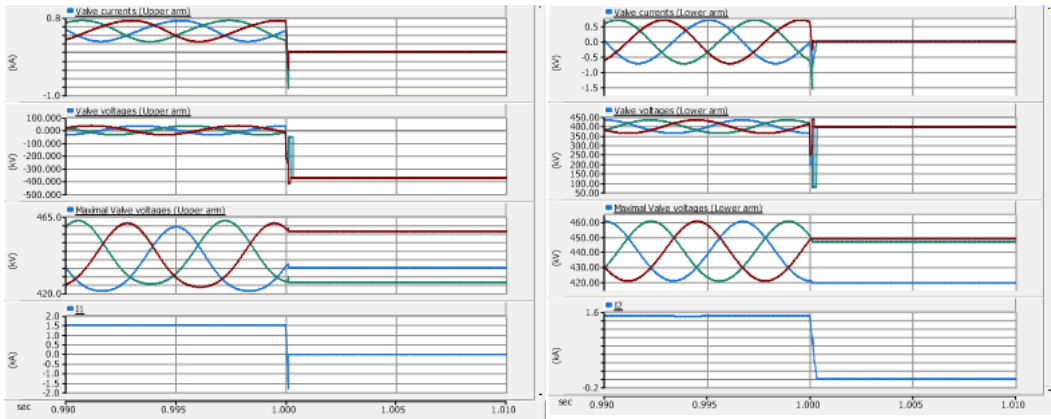 Valve currents (Upper arm)
0.8
(kA)
-1.0
Valve voltages (Upper arm)
100.000
0.000
-100.000
-200.000
-300.000
-400.000
-500.000
(kV)
Maximal Valve voltages (Upper arm)
465.0
(kV)
420.0
I1
2.0
1.5
1.0
0.5
0.0
-0.5
-1.0
-1.5
-2.0
(kA)
sec 0.990 0.995 1.000 1.005 1.010
Valve currents (Lower arm)
0.5
0.0
-0.5
-1.0
-1.5
(kV)
Valve voltages (Lower arm)
450.00
400.00
350.00
300.00
250.00
200.00
150.00
100.00
50.00
(kV)
Maximal Valve voltages (Lower arm)
460.00
450.00
440.00
430.00
420.00
(kV)
I2
1.6
(kA)
-0.2
sec 0.990 0.995 1.000 1.005 1.010